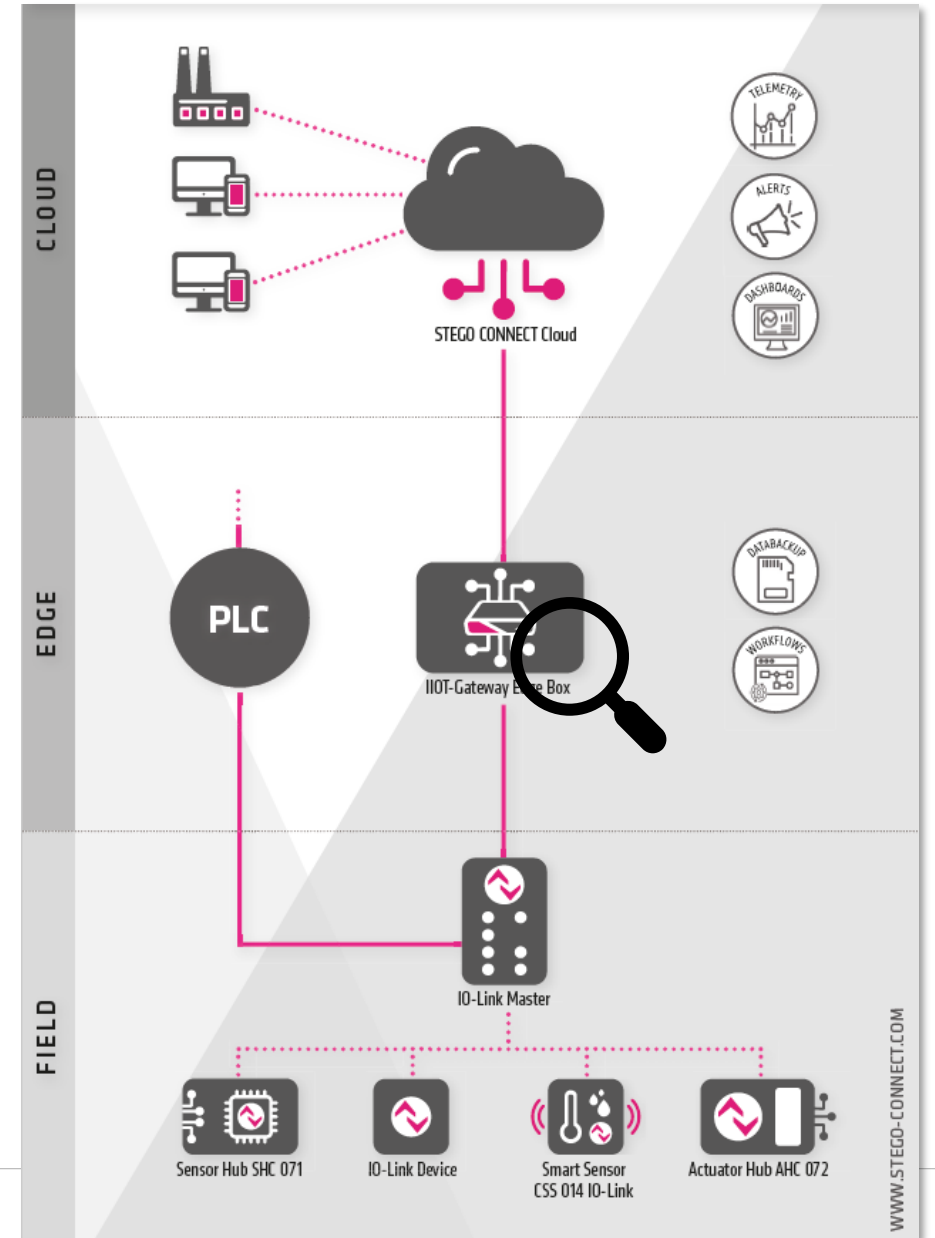 CLOUD
TELEMETRY
ALERTS
DASHBOARDS
STEGO CONNECT Cloud
EDGE
PLC
IIOT-Gateway Edge Box
DATABACKUP
WORKFLOWS
FIELD
IO-Link Master
Sensor Hub SHC 071
IO-Link Device
Smart Sensor
CSS 014 IO-Link
Actuator Hub AHC 072
WWW.STEGO-CONNECT.COM